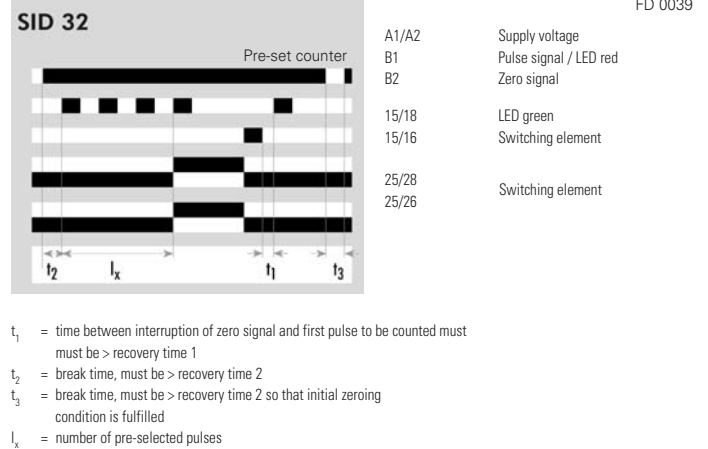 FD 0039
SID 32
Pre-set counter
A1/A2 Supply voltage
B1 Pulse signal / LED red
B2 Zero signal
15/18 LED green
15/16 Switching element
25/28
Switching element
25/26
t2 Ix t1 t3
t1 = time between interruption of zero signal and first pulse to be counted must
must be > recovery time 1
t2 = break time, must be > recovery time 2
t3 = break time, must be > recovery time 2 so that initial zeroing
condition is fulfilled
Ix = number of pre-selected pulses